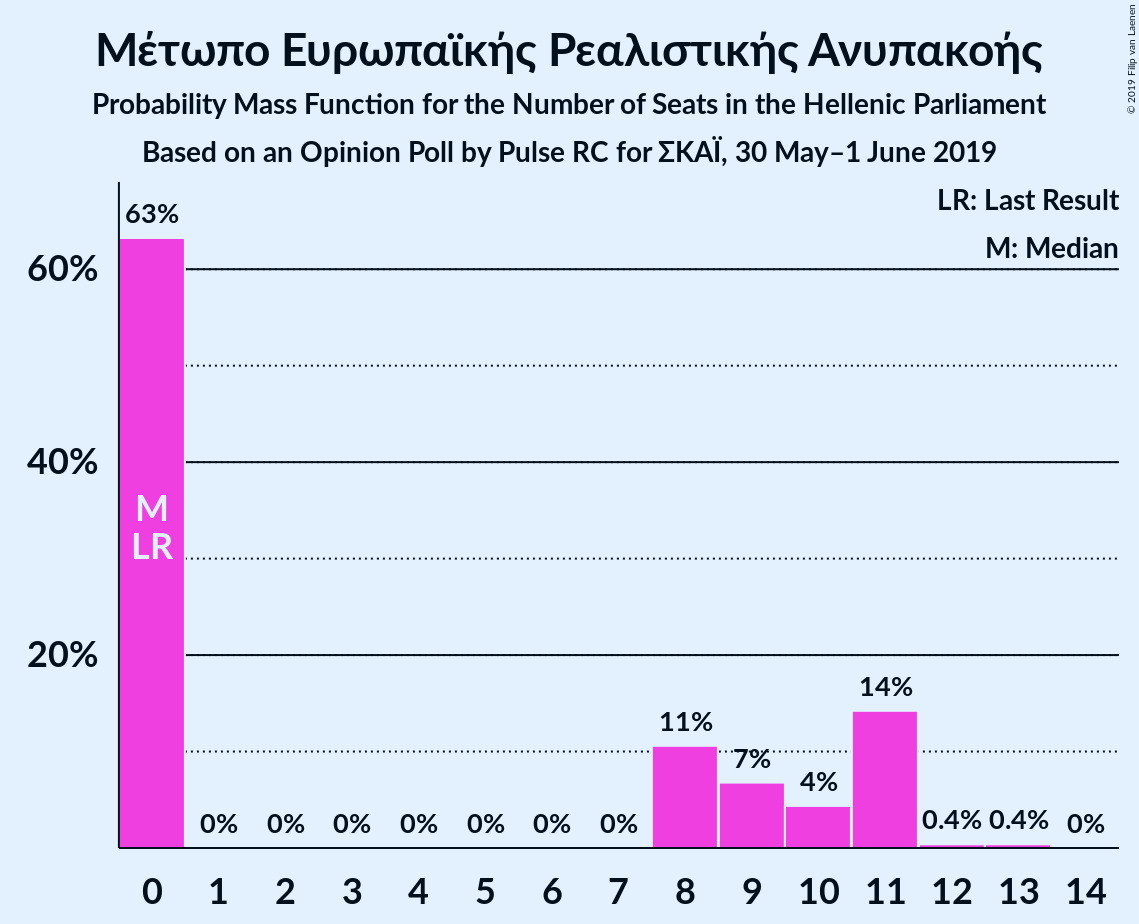 Μέτωπο Ευρωπαϊκής Ρεαλιστικής Ανυπακοής
Probability Mass Function for the Number of Seats in the Hellenic Parliament
Based on an Opinion Poll by Pulse RC for ΣΚΑΪ, 30 May–1 June 2019
© 2019 Filip van Laenen
LR: Last Result
M: Median
63%
60%
40%
20%
M
LR
0% 0% 0% 0% 0% 0% 0% 11% 7% 4% 14% 0.4% 0.4% 0%
0 1 2 3 4 5 6 7 8 9 10 11 12 13 14